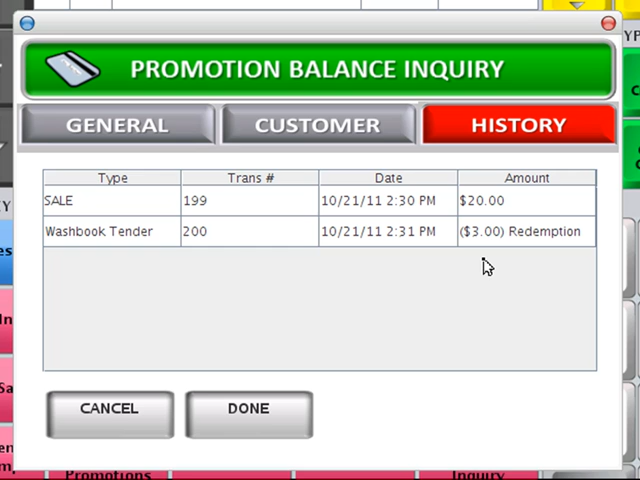 PROMOTION BALANCE INQUIRY
GENERAL CUSTOMER HISTORY
Type Trans # Date Amount
SALE 199 10/21/11 2:30 PM $20.00
Washbook Tender 200 10/21/11 2:31 PM ($3.00) Redemption
CANCEL DONE
Promotions Inquiry